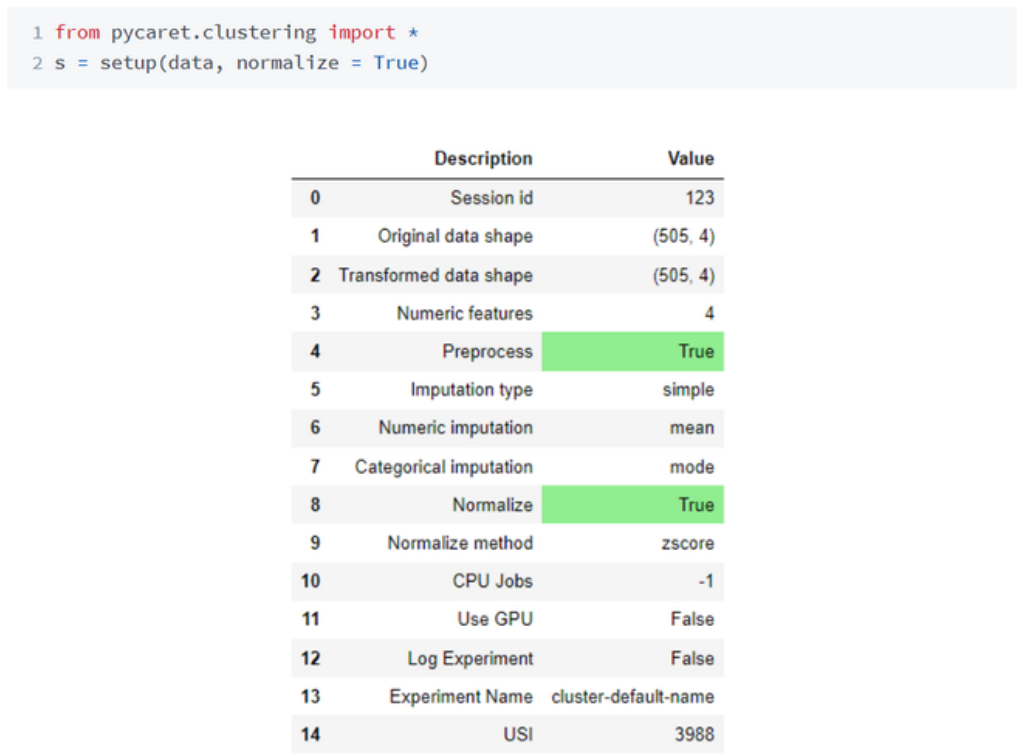 1 from pycaret.clustering import *
2 s = setup(data, normalize = True)
Description Value
0 Session id 123
1 Original data shape (505, 4)
2 Transformed data shape (505, 4)
3 Numeric features 4
4 Preprocess True
5 Imputation type simple
6 Numeric imputation mean
7 Categorical imputation mode
8 Normalize True
9 Normalize method zscore
10 CPU Jobs -1
11 Use GPU False
12 Log Experiment False
13 Experiment Name cluster-default-name
14 USI 3988